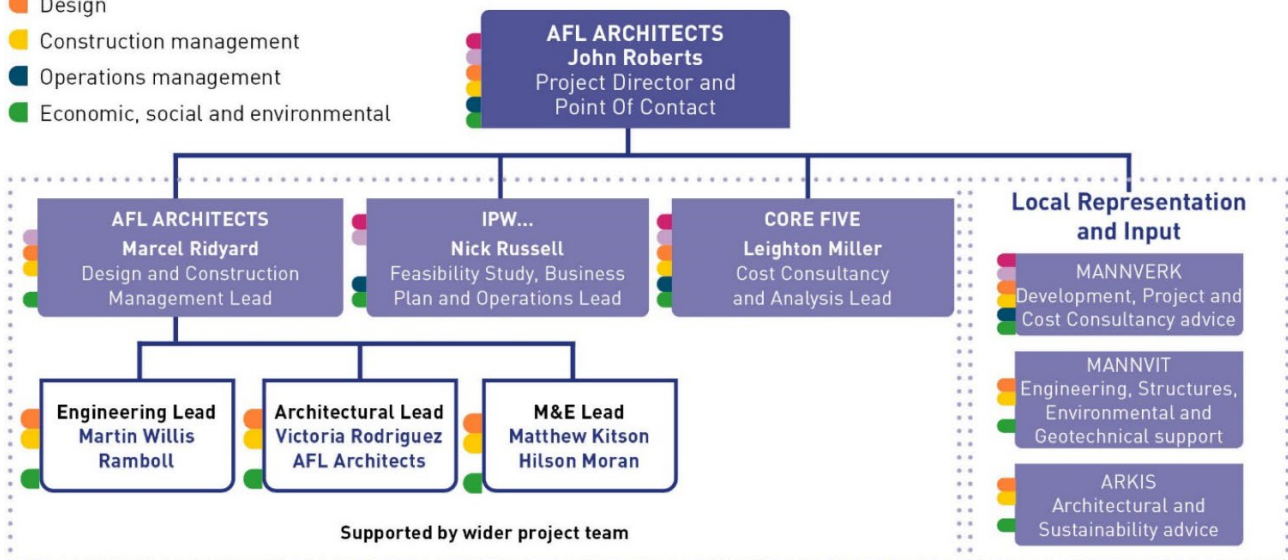 Design
Construction management
Operations management
Economic, social and environmental
AFL ARCHITECTS
John Roberts
Project Director and
Point Of Contact
AFL ARCHITECTS
Marcel Ridyard
Design and Construction
Management Lead
IPW...
Nick Russell
Feasibility Study, Business
Plan and Operations Lead
CORE FIVE
Leighton Miller
Cost Consultancy
and Analysis Lead
Local Representation
and Input
MANNVERK
Development, Project and
Cost Consultancy advice
MANNVIT
Engineering, Structures,
Environmental and
Geotechnical support
ARKIS
Architectural and
Sustainability advice
Engineering Lead
Martin Willis
Ramboll
Architectural Lead
Victoria Rodriguez
AFL Architects
M&E Lead
Matthew Kitson
Hilson Moran
Supported by wider project team